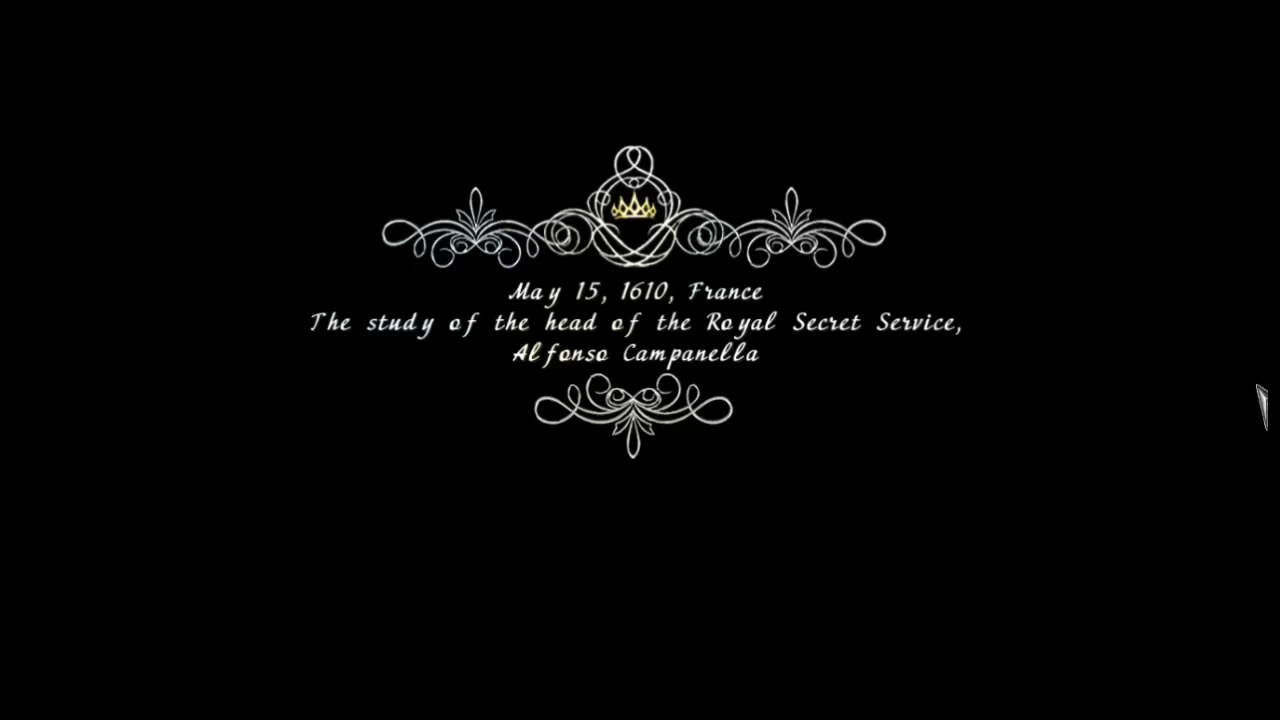 May 15, 1610, France
The study of the head of the Royal Secret Service,
Alfonso Campanella